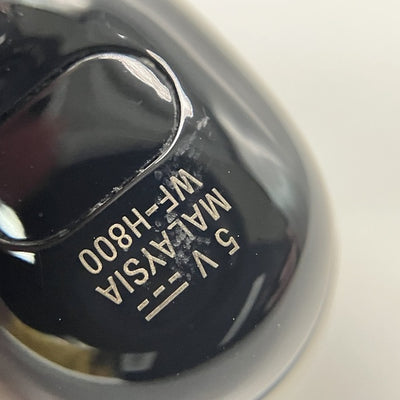 WF-H800
MALAYSIA
5 V ⎓